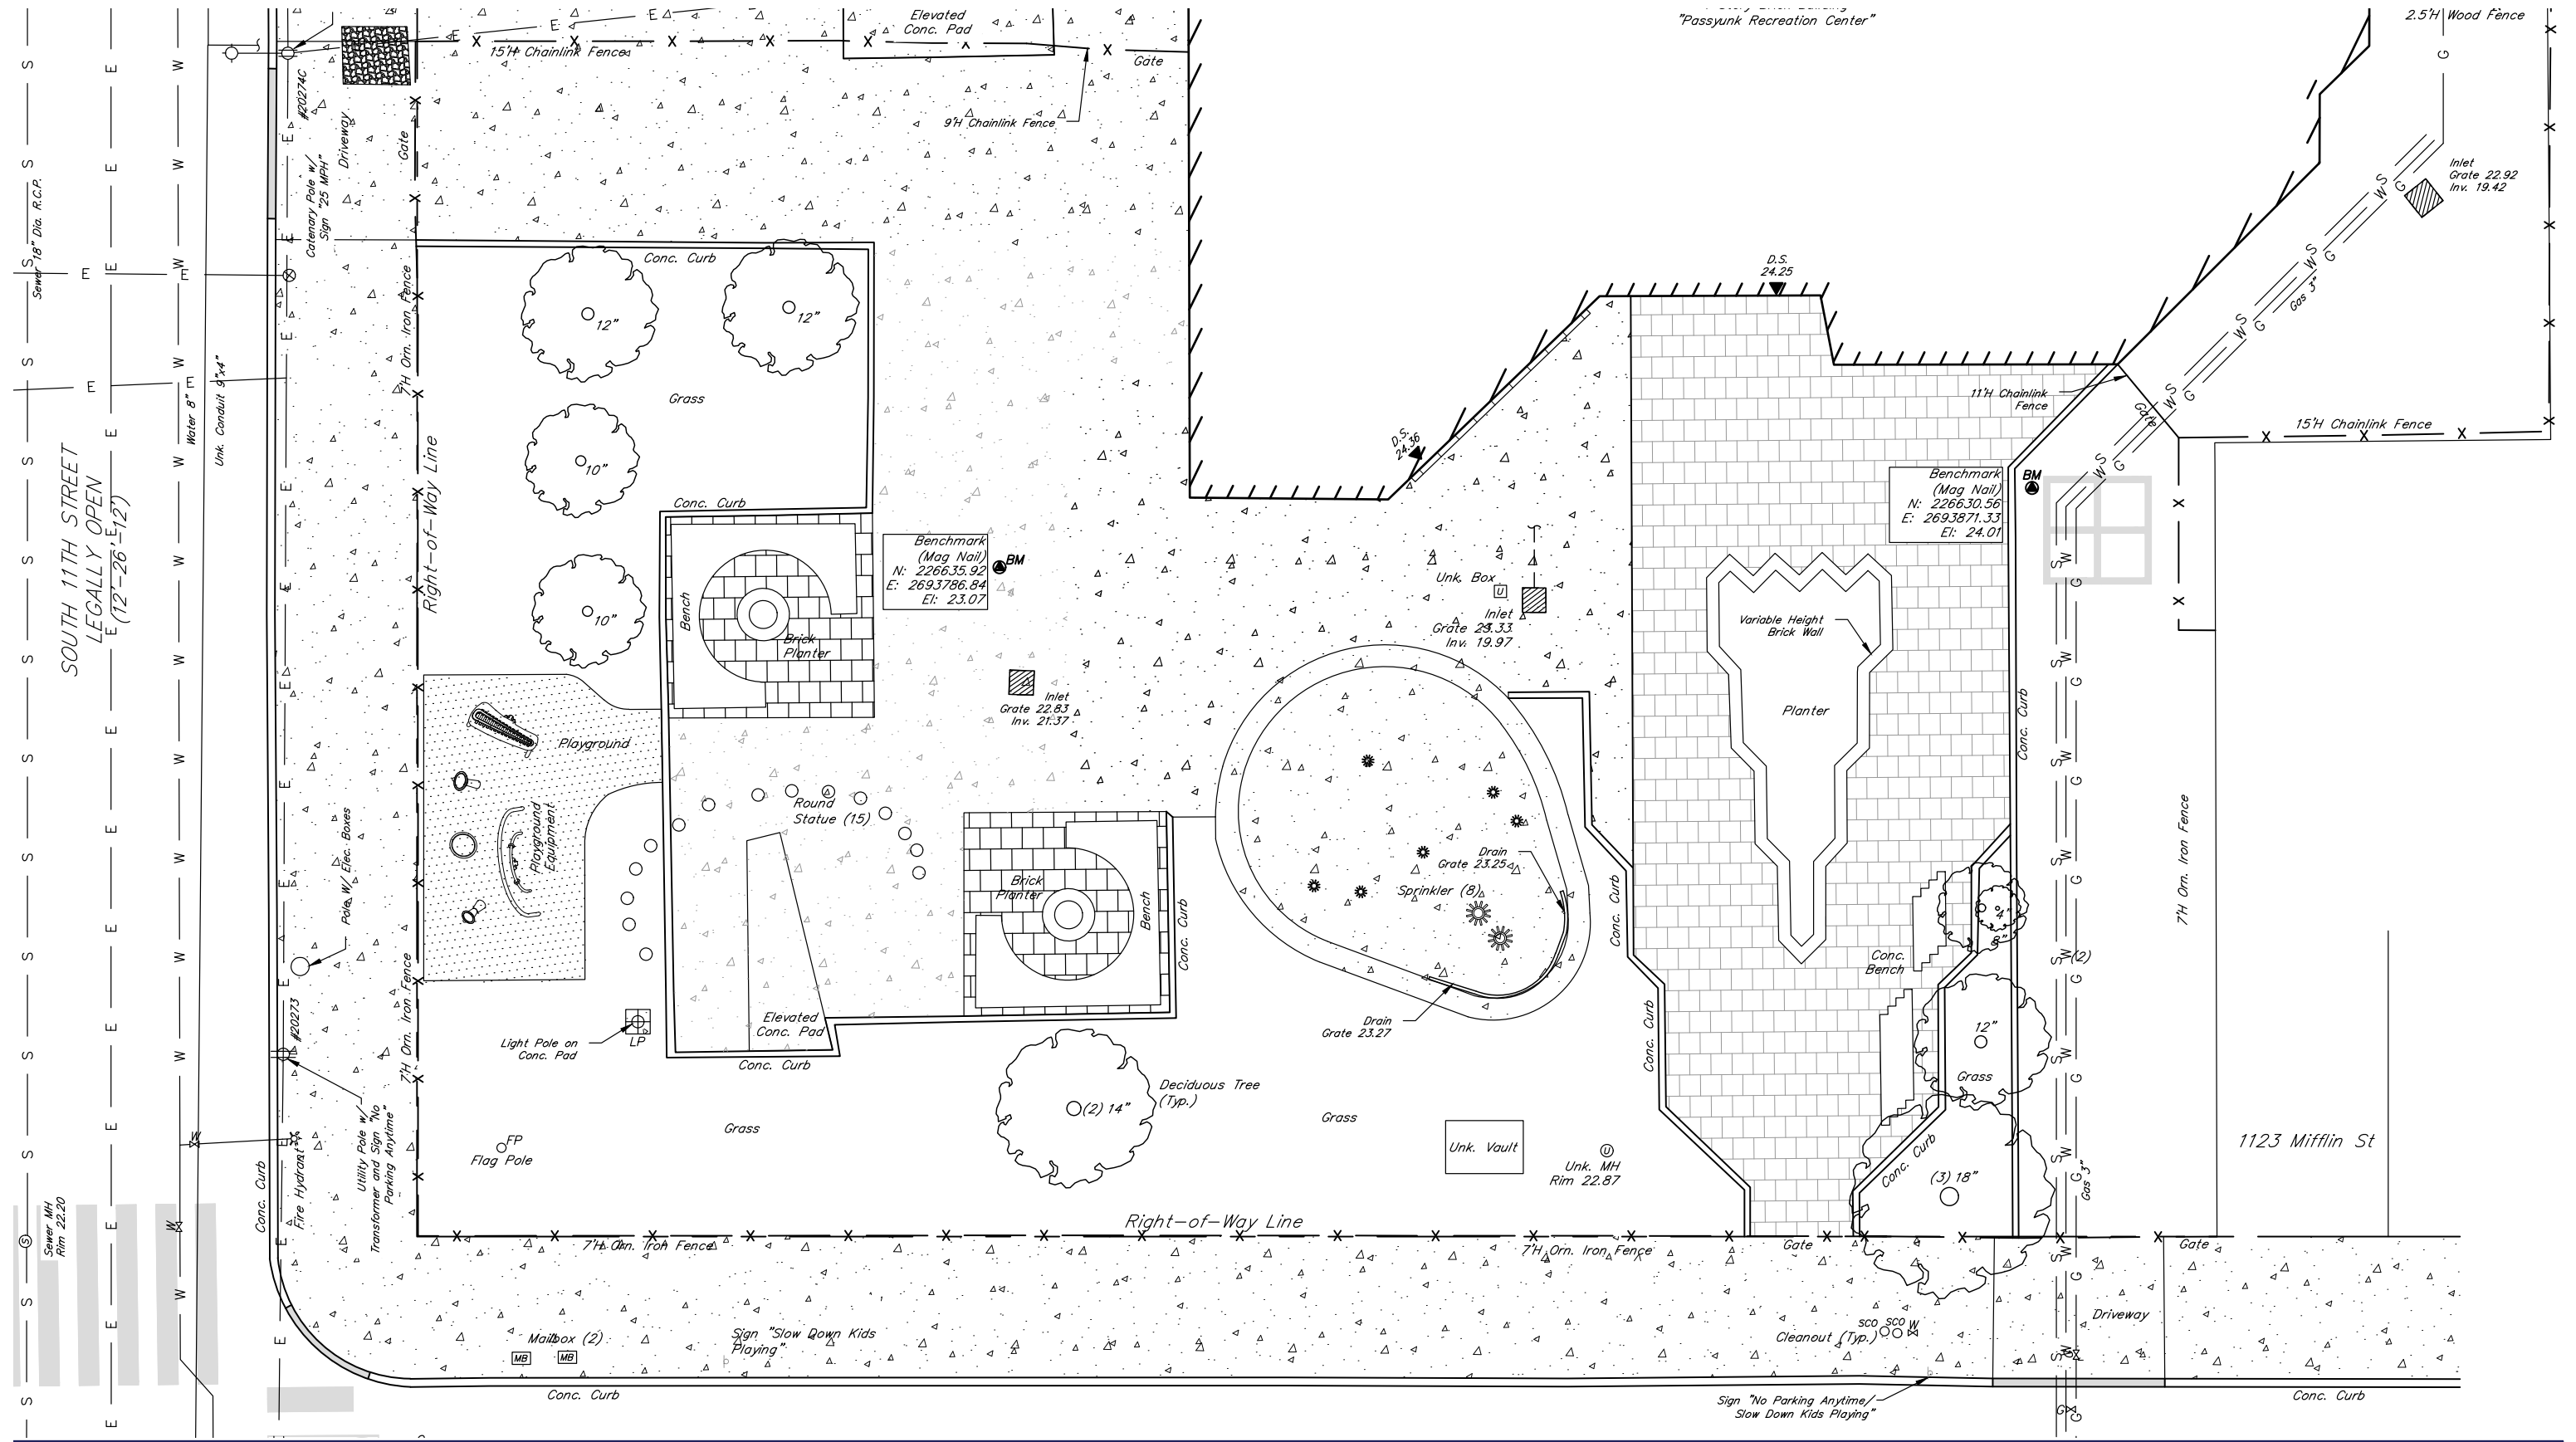 Elevated
Conc. Pad
"Passyunk Recreation Center"
2.5'H Wood Fence
15'H Chainlink Fence
Gate
9'H Chainlink Fence
#20274C
Driveway
Gate
Catenary Pole w/
Sign "25 MPH"
Sewer 18" Dia. R.C.P.
Inlet
Grate 22.92
Inv. 19.42
Conc. Curb
7'H Orn. Iron Fence
12"
12"
Grass
D.S.
24.25
Gas 3"
Water 8"
Unk. Conduit 9"x4"
11'H Chainlink
Fence
Gate
15'H Chainlink Fence
D.S.
24.36
10"
Right-of-Way Line
SOUTH 11TH STREET
LEGALLY OPEN
(12'-26'-12')
Conc. Curb
Benchmark
(Mag Nail)
N: 226630.56
E: 2693871.33
El: 24.01
BM
Benchmark
(Mag Nail)
N: 226635.92
E: 2693786.84
El: 23.07
BM
10"
Bench
Brick
Planter
Unk. Box
U
Inlet
Grate 23.33
Inv. 19.97
Variable Height
Brick Wall
Inlet
Grate 22.83
Inv. 21.37
Planter
Conc. Curb
Playground
Playground
Equipment
Round
Statue (15)
Pole W/ Elec. Boxes
7'H Orn. Iron Fence
Drain
Grate 23.25
Sprinkler (8)
Brick
Planter
Bench
Conc. Curb
Conc. Curb
4"
8"
Conc.
Bench
(2)
7'H Orn. Iron Fence
#20273
Light Pole on
Conc. Pad
LP
Elevated
Conc. Pad
Conc. Curb
Drain
Grate 23.27
Conc. Curb
12"
Grass
Deciduous Tree
(Typ.)
(2) 14"
Grass
Grass
FP
Flag Pole
Unk. Vault
U
Unk. MH
Rim 22.87
Conc. Curb
(3) 18"
1123 Mifflin St
Gas 3"
Utility Pole w/
Transformer and Sign "No
Parking Anytime"
Fire Hydrant
Conc. Curb
Sewer MH
Rim 22.20
Right-of-Way Line
7'H Orn. Iron Fence
7'H Orn. Iron Fence
Gate
Gate
Driveway
Mailbox (2)
MB
MB
Sign "Slow Down Kids
Playing"
SCO SCO W
Cleanout (Typ.)
Conc. Curb
Sign "No Parking Anytime/
Slow Down Kids Playing"
Conc. Curb